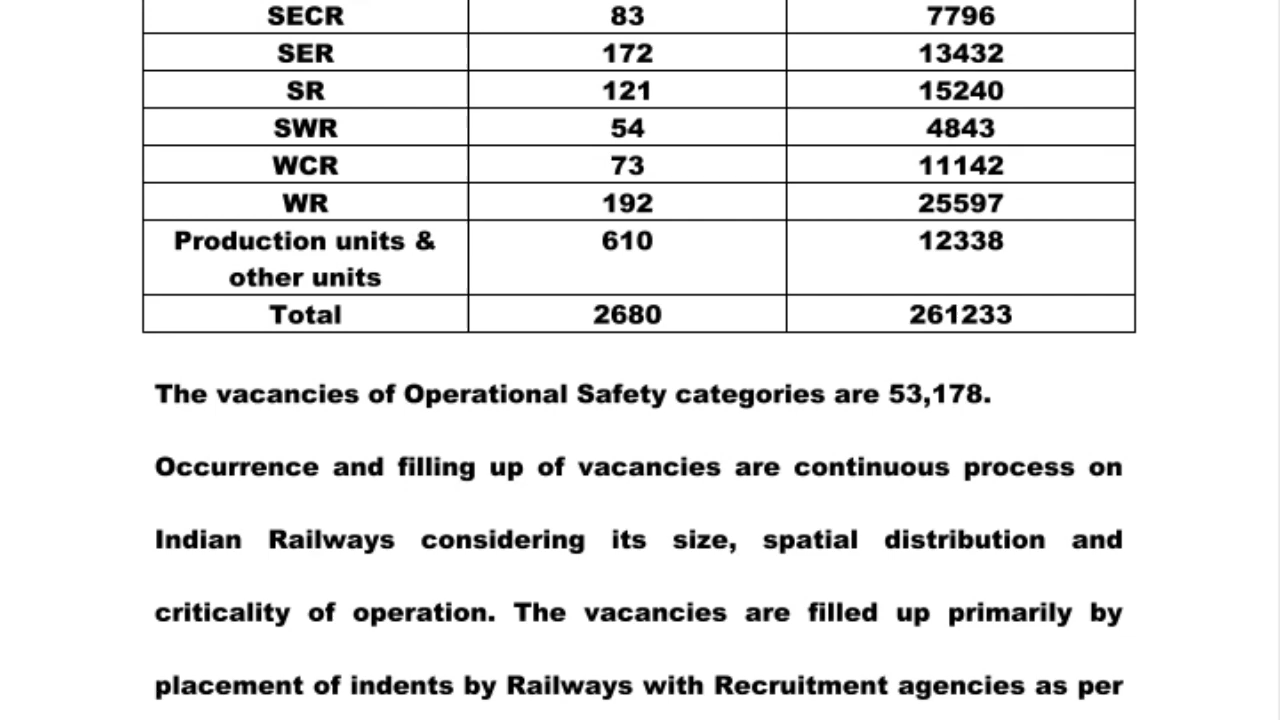 SECR 83 7796
SER 172 13432
SR 121 15240
SWR 54 4843
WCR 73 11142
WR 192 25597
Production units & 610 12338
other units
Total 2680 261233
The vacancies of Operational Safety categories are 53,178.
Occurrence and filling up of vacancies are continuous process on
Indian Railways considering its size, spatial distribution and
criticality of operation. The vacancies are filled up primarily by
placement of indents by Railways with Recruitment agencies as per